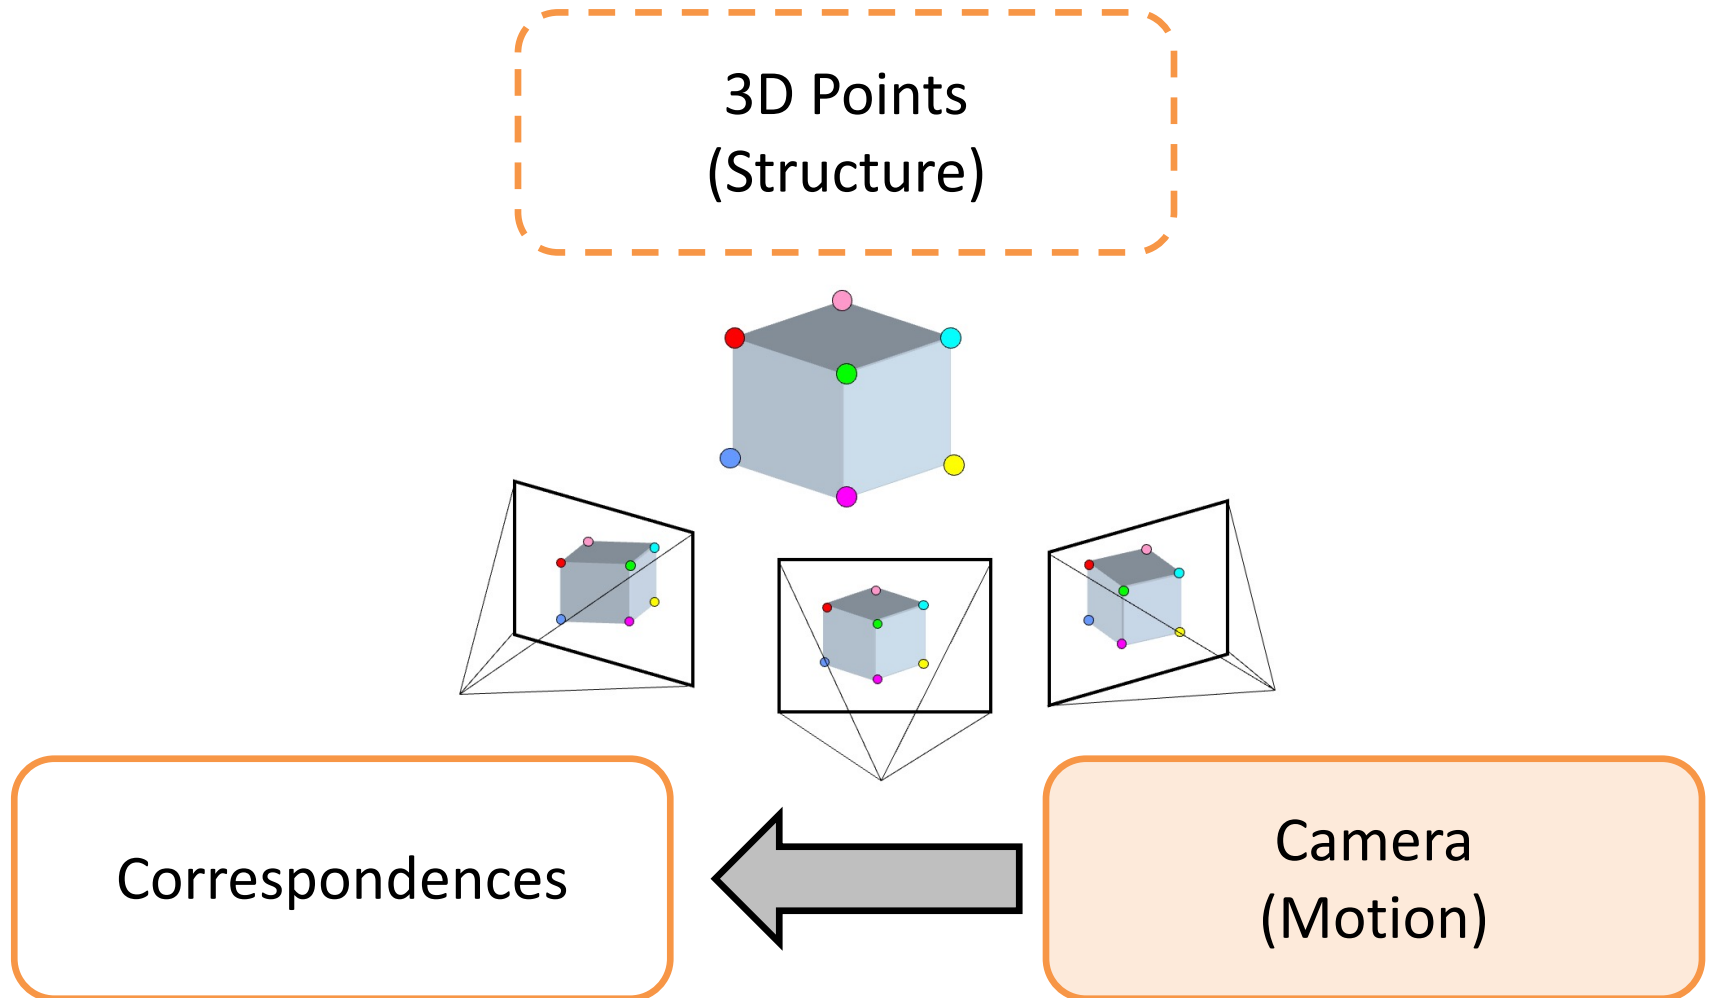 3D Points
(Structure)
Correspondences
Camera
(Motion)